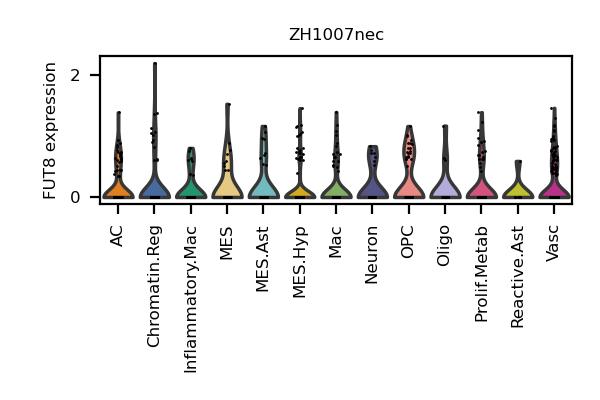 ZH1007nec
FUT8 expression
2
0
AC
Chromatin.Reg
Inflammatory.Mac
MES
MES.Ast
MES.Hyp
Mac
Neuron
OPC
Oligo
Prolif.Metab
Reactive.Ast
Vasc